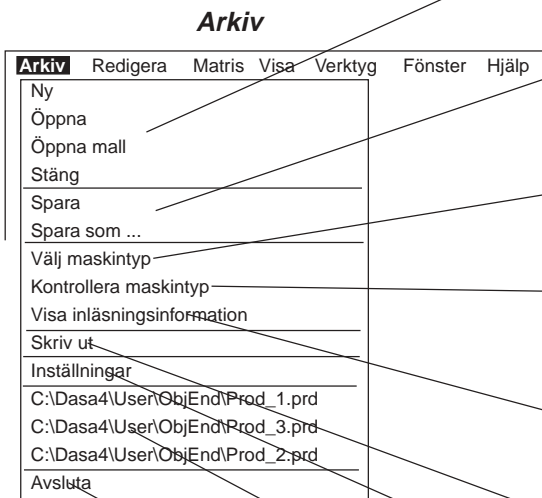 Arkiv
Arkiv Redigera Matris Visa Verktyg Fönster Hjälp
Ny
Öppna
Öppna mall
Stäng
Spara
Spara som ...
Välj maskintyp
Kontrollera maskintyp
Visa inläsningsinformation
Skriv ut
Inställningar
C:\Dasa4\User\ObjEnd\Prod_1.prd
C:\Dasa4\User\ObjEnd\Prod_3.prd
C:\Dasa4\User\ObjEnd\Prod_2.prd
Avsluta